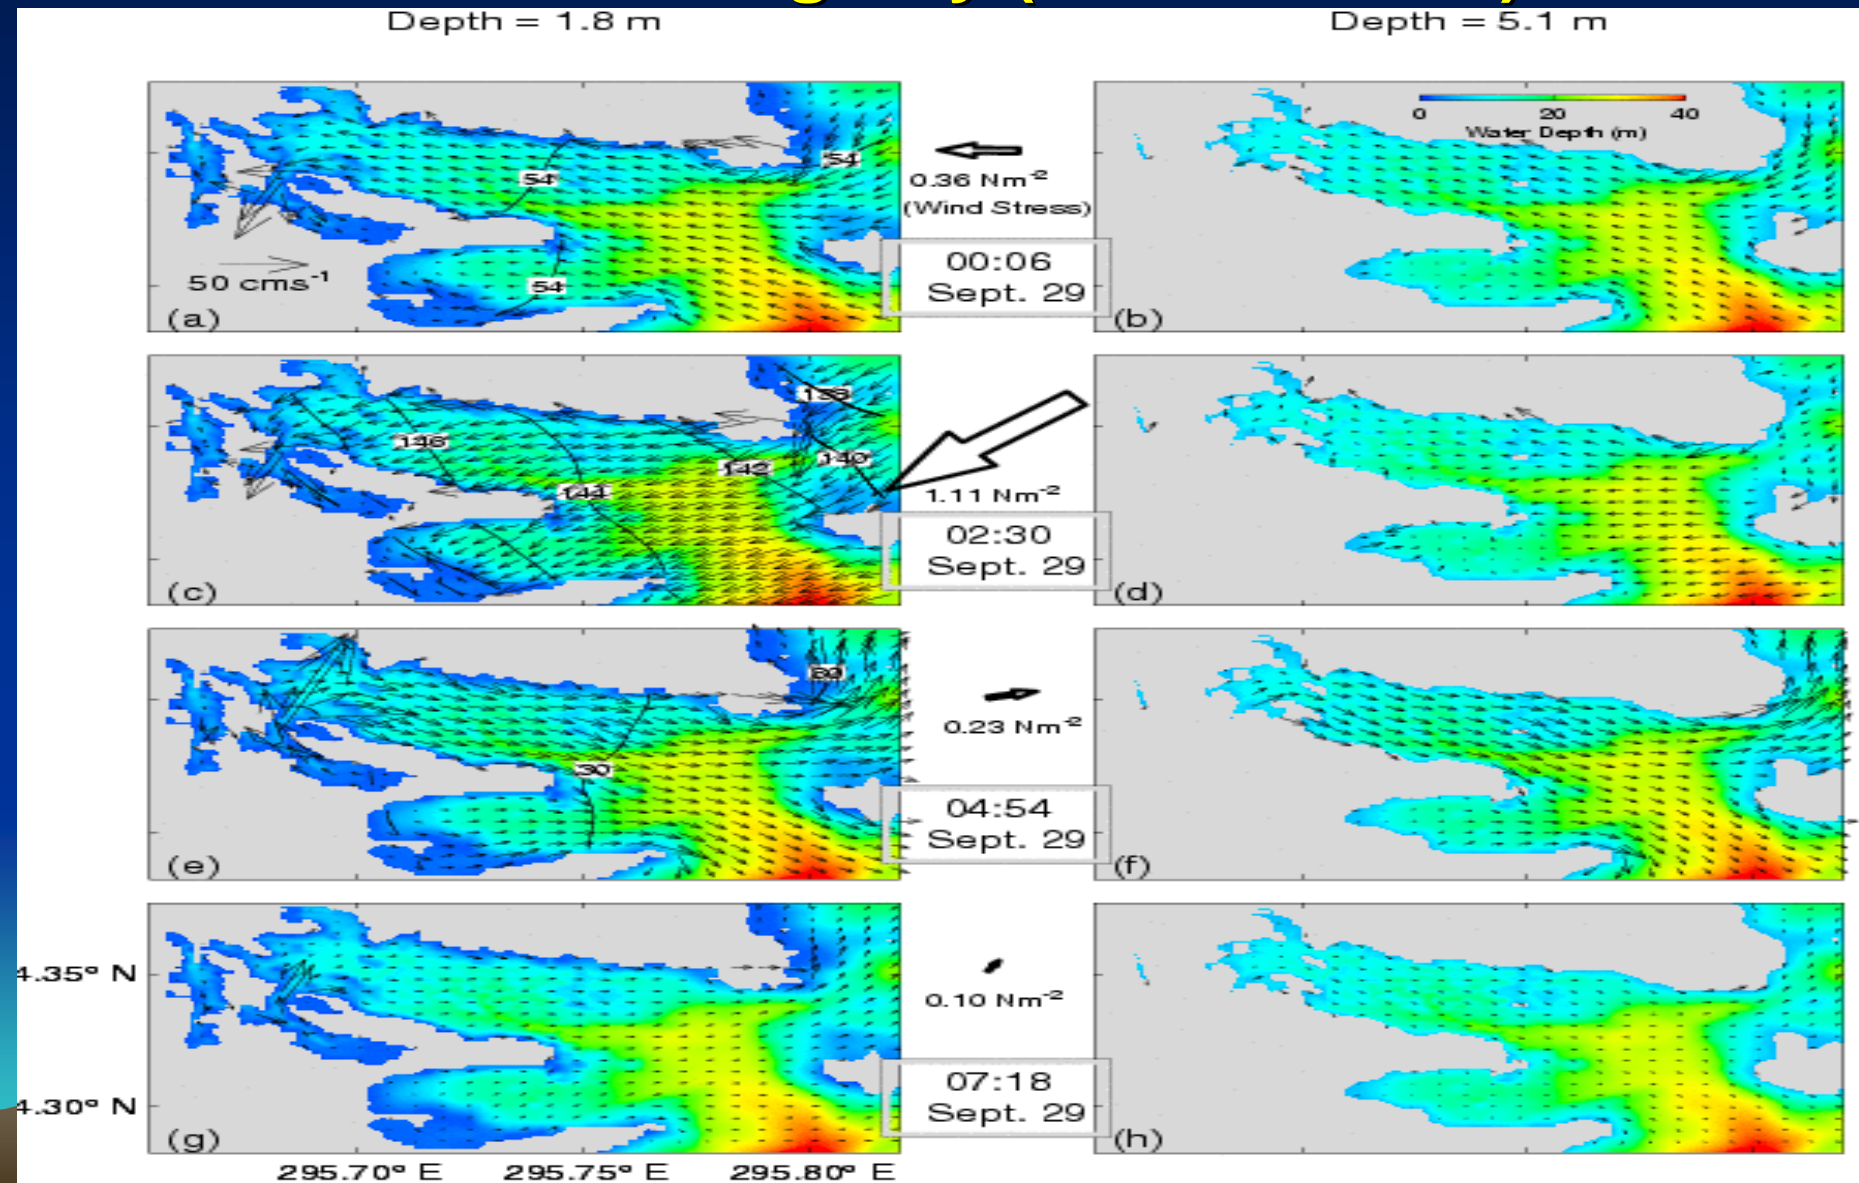 Depth = 1.8 m
Depth = 5.1 m
0 20 40
Water Depth (m)
54
54
54
50 cms⁻¹
(a)
0.36 Nm⁻²
(Wind Stress)
00:06
Sept. 29
(b)
140
142
144
146
(c)
1.11 Nm⁻²
02:30
Sept. 29
(d)
30
(e)
0.23 Nm⁻²
04:54
Sept. 29
(f)
4.35° N
4.30° N
(g)
0.10 Nm⁻²
07:18
Sept. 29
(h)
295.70° E 295.75° E 295.80° E